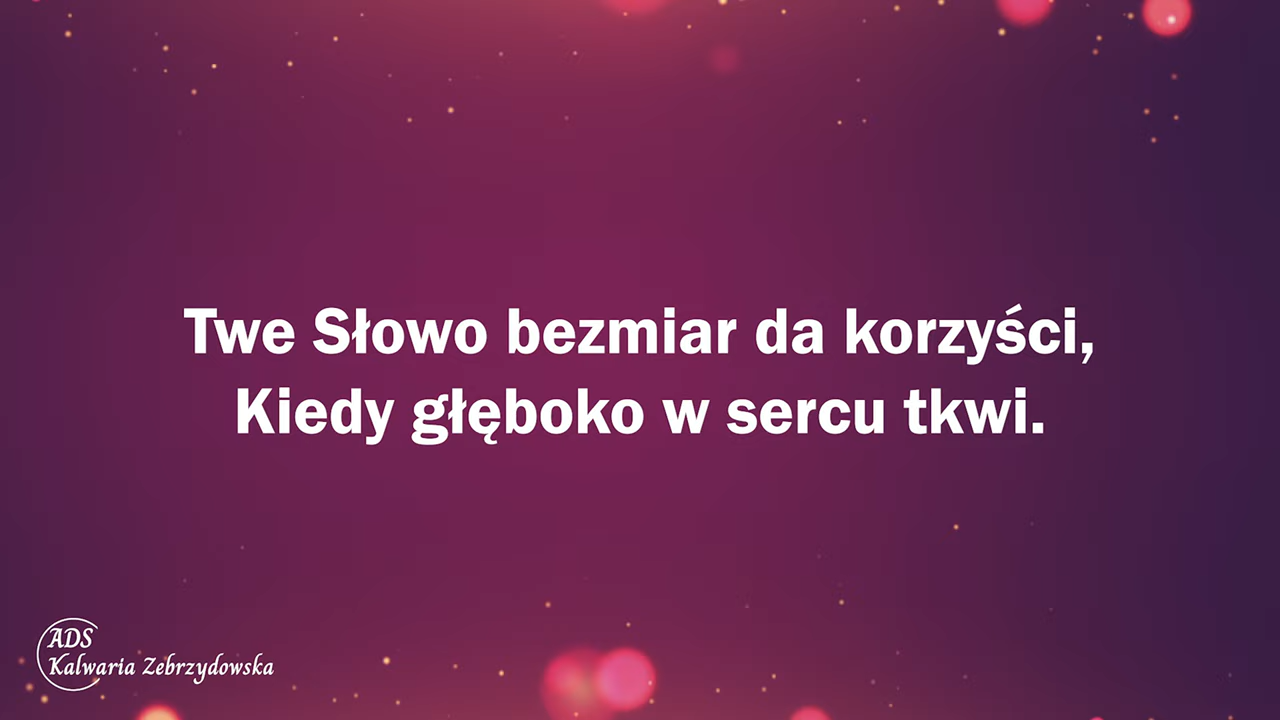 Twe Słowo bezmiar da korzyści,
Kiedy głęboko w sercu tkwi.
ADS
Kalwaria Zebrzydowska